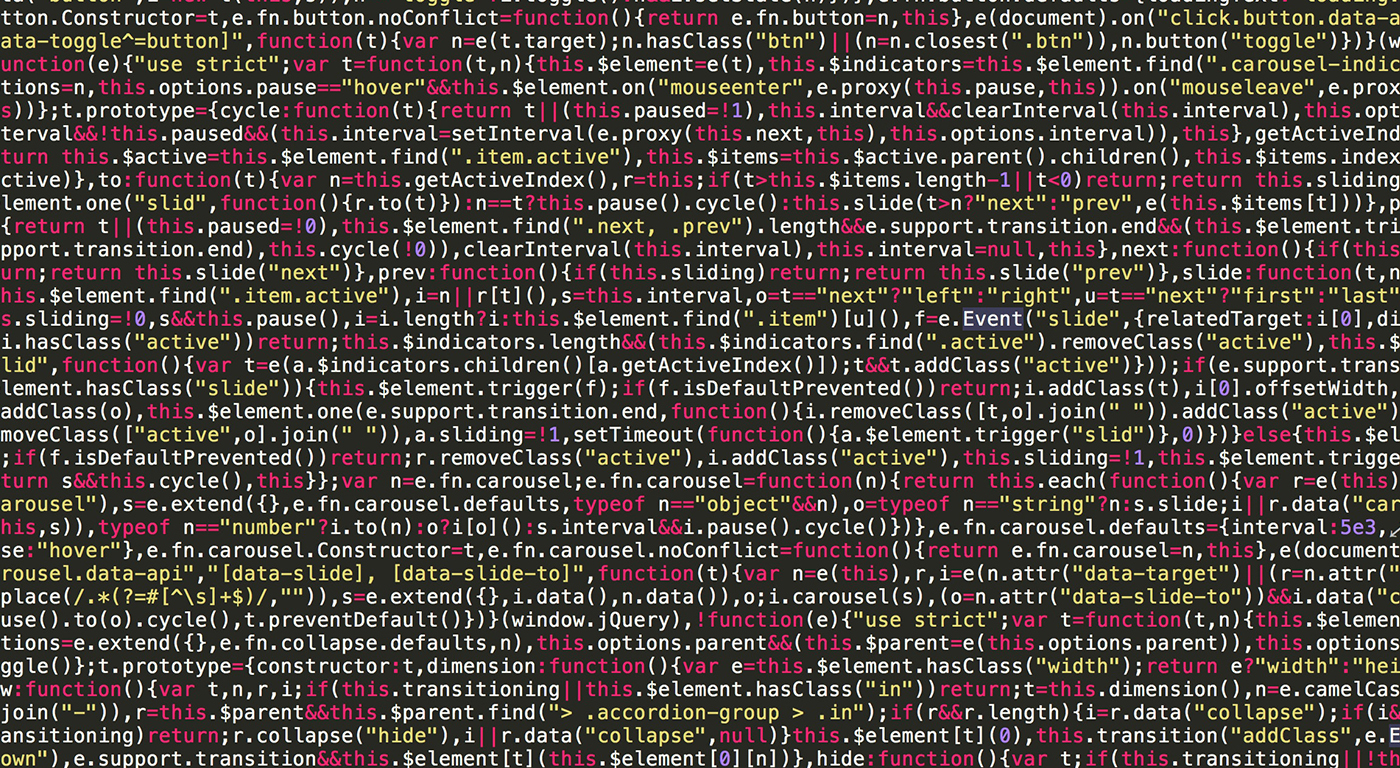 tton.Constructor=t,e.fn.button.noConflict=function(){return e.fn.button=n,this},e(document).on("click.button.data-a
ata-toggle^=button]",function(t){var n=e(t.target);n.hasClass("btn")||(n=n.closest(".btn")),n.button("toggle")})}(w
unction(e){"use strict";var t=function(t,n){this.$element=e(t),this.$indicators=this.$element.find(".carousel-indic
tions=n,this.options.pause=="hover"&&this.$element.on("mouseenter",e.proxy(this.pause,this)).on("mouseleave",e.prox
s))};t.prototype={cycle:function(t){return t||(this.paused=!1),this.interval&&clearInterval(this.interval),this.opt
terval&&!this.paused&&(this.interval=setInterval(e.proxy(this.next,this),this.options.interval)),this},getActiveInd
turn this.$active=this.$element.find(".item.active"),this.$items=this.$active.parent().children(),this.$items.index
ctive)},to:function(t){var n=this.getActiveIndex(),r=this;if(t>this.$items.length-1||t<0)return;return this.sliding
lement.one("slid",function(){r.to(t)}):n==t?this.pause().cycle():this.slide(t>n?"next":"prev",e(this.$items[t]))},p
{return t||(this.paused=!0),this.$element.find(".next, .prev").length&&e.support.transition.end&&(this.$element.tri
pport.transition.end),this.cycle(!0)),clearInterval(this.interval),this.interval=null,this},next:function(){if(this
urn;return this.slide("next")},prev:function(){if(this.sliding)return;return this.slide("prev")},slide:function(t,n
his.$element.find(".item.active"),i=n||r[t](),s=this.interval,o=t=="next"?"left":"right",u=t=="next"?"first":"last"
s.sliding=!0,s&&this.pause(),i=i.length?i:this.$element.find(".item")[u](),f=e.Event("slide",{relatedTarget:i[0],di
i.hasClass("active"))return;this.$indicators.length&&(this.$indicators.find(".active").removeClass("active"),this.$
lid",function(){var t=e(a.$indicators.children()[a.getActiveIndex()]);t&&t.addClass("active")}));if(e.support.trans
lement.hasClass("slide")){this.$element.trigger(f);if(f.isDefaultPrevented())return;i.addClass(t),i[0].offsetWidth,
addClass(o),this.$element.one(e.support.transition.end,function(){i.removeClass([t,o].join(" ")).addClass("active")
moveClass(["active",o].join(" ")),a.sliding=!1,setTimeout(function(){a.$element.trigger("slid")},0)})}else{this.$el
;if(f.isDefaultPrevented())return;r.removeClass("active"),i.addClass("active"),this.sliding=!1,this.$element.trigge
turn s&&this.cycle(),this}};var n=e.fn.carousel;e.fn.carousel=function(n){return this.each(function(){var r=e(this)
arousel"),s=e.extend({},e.fn.carousel.defaults,typeof n=="object"&&n),o=typeof n=="string"?n:s.slide;i||r.data("car
his,s)),typeof n=="number"?i.to(n):o?i[o]():s.interval&&i.pause().cycle()})},e.fn.carousel.defaults={interval:5e3,
se:"hover"},e.fn.carousel.Constructor=t,e.fn.carousel.noConflict=function(){return e.fn.carousel=n,this},e(document
rousel.data-api","[data-slide], [data-slide-to]",function(t){var n=e(this),r,i=e(n.attr("data-target")||(r=n.attr("
place(/.*(?=#[^\s]+$)/,"")),s=e.extend({},i.data(),n.data()),o;i.carousel(s),(o=n.attr("data-slide-to"))&&i.data("c
use().to(o).cycle(),t.preventDefault()})}(window.jQuery),!function(e){"use strict";var t=function(t,n){this.$elemen
tions=e.extend({},e.fn.collapse.defaults,n),this.options.parent&&(this.$parent=e(this.options.parent)),this.options
ggle()};t.prototype={constructor:t,dimension:function(){var e=this.$element.hasClass("width");return e?"width":"hei
w:function(){var t,n,r,i;if(this.transitioning||this.$element.hasClass("in"))return;t=this.dimension(),n=e.camelCas
join("-")),r=this.$parent&&this.$parent.find("> .accordion-group > .in");if(r&&r.length){i=r.data("collapse");if(i&
ansitioning)return;r.collapse("hide"),i||r.data("collapse",null)}this.$element[t](0),this.transition("addClass",e.E
own"),e.support.transition&&this.$element[t](this.$element[0][n])},hide:function(){var t;if(this.transitioning||!th